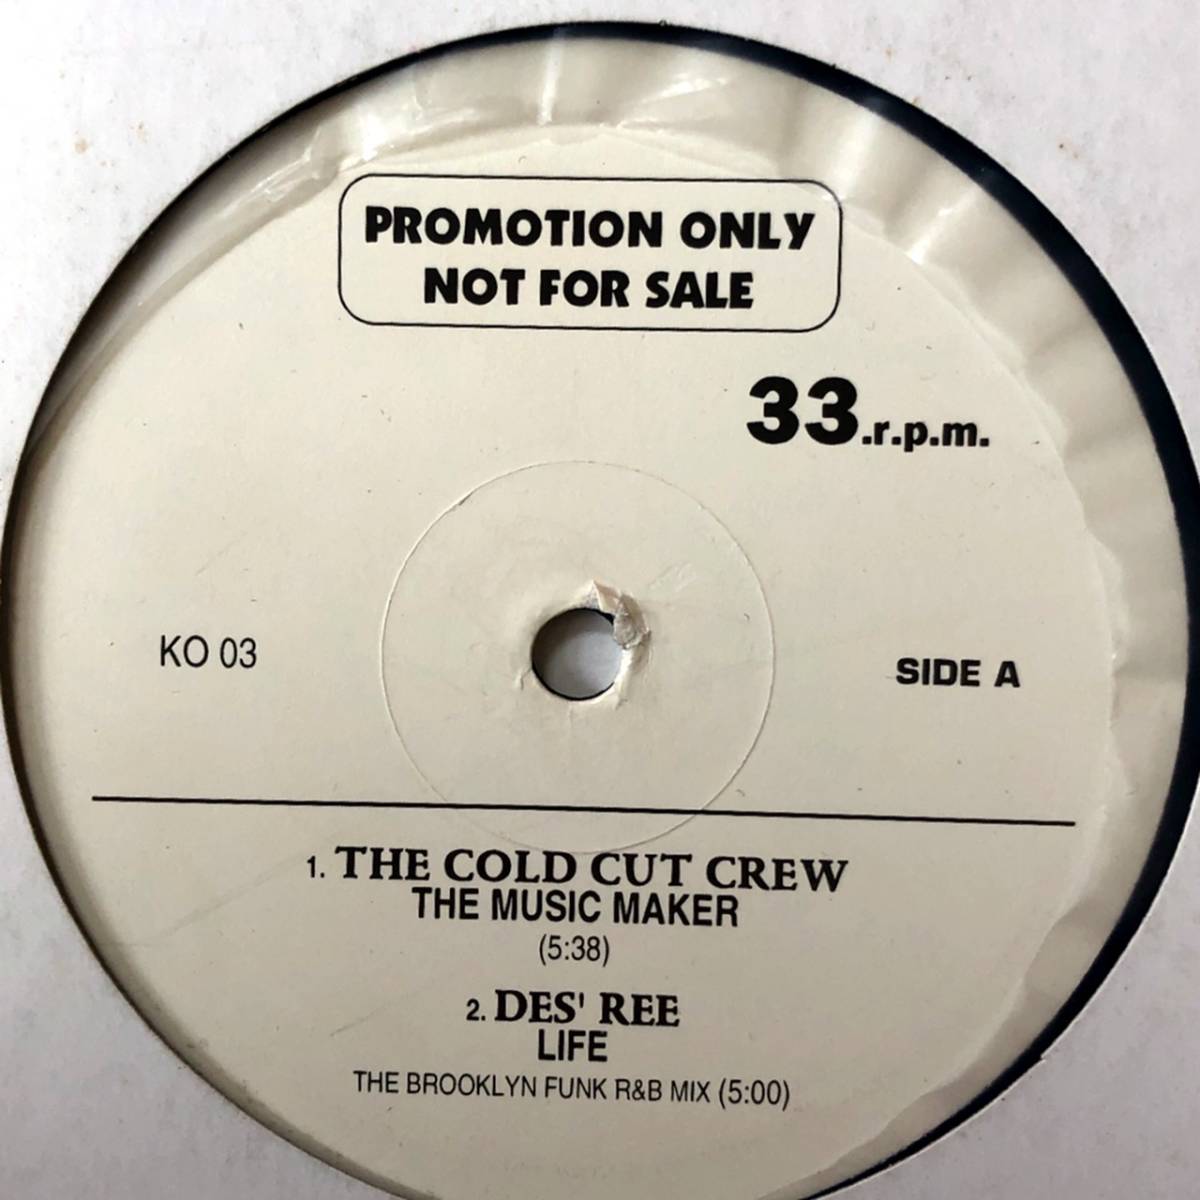 PROMOTION ONLY
NOT FOR SALE
33.r.p.m.
KO 03
SIDE A
1. THE COLD CUT CREW
THE MUSIC MAKER
(5:38)
2. DES' REE
LIFE
THE BROOKLYN FUNK R&B MIX (5:00)